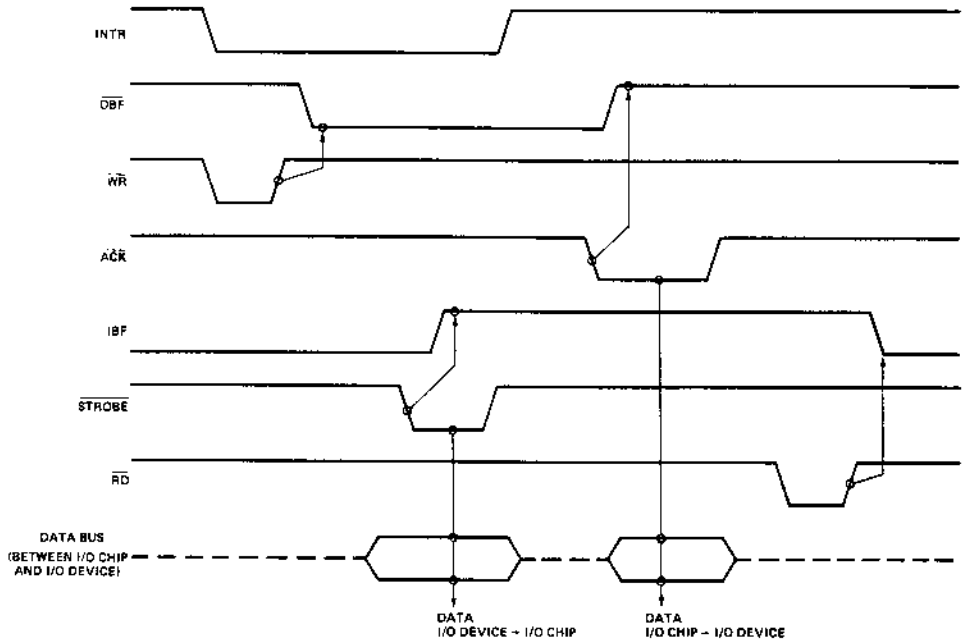 INTR
OBF
WR
ACK
IBF
STROBE
RD
DATA BUS
(BETWEEN I/O CHIP
AND I/O DEVICE)
DATA
I/O DEVICE → I/O CHIP
DATA
I/O CHIP → I/O DEVICE